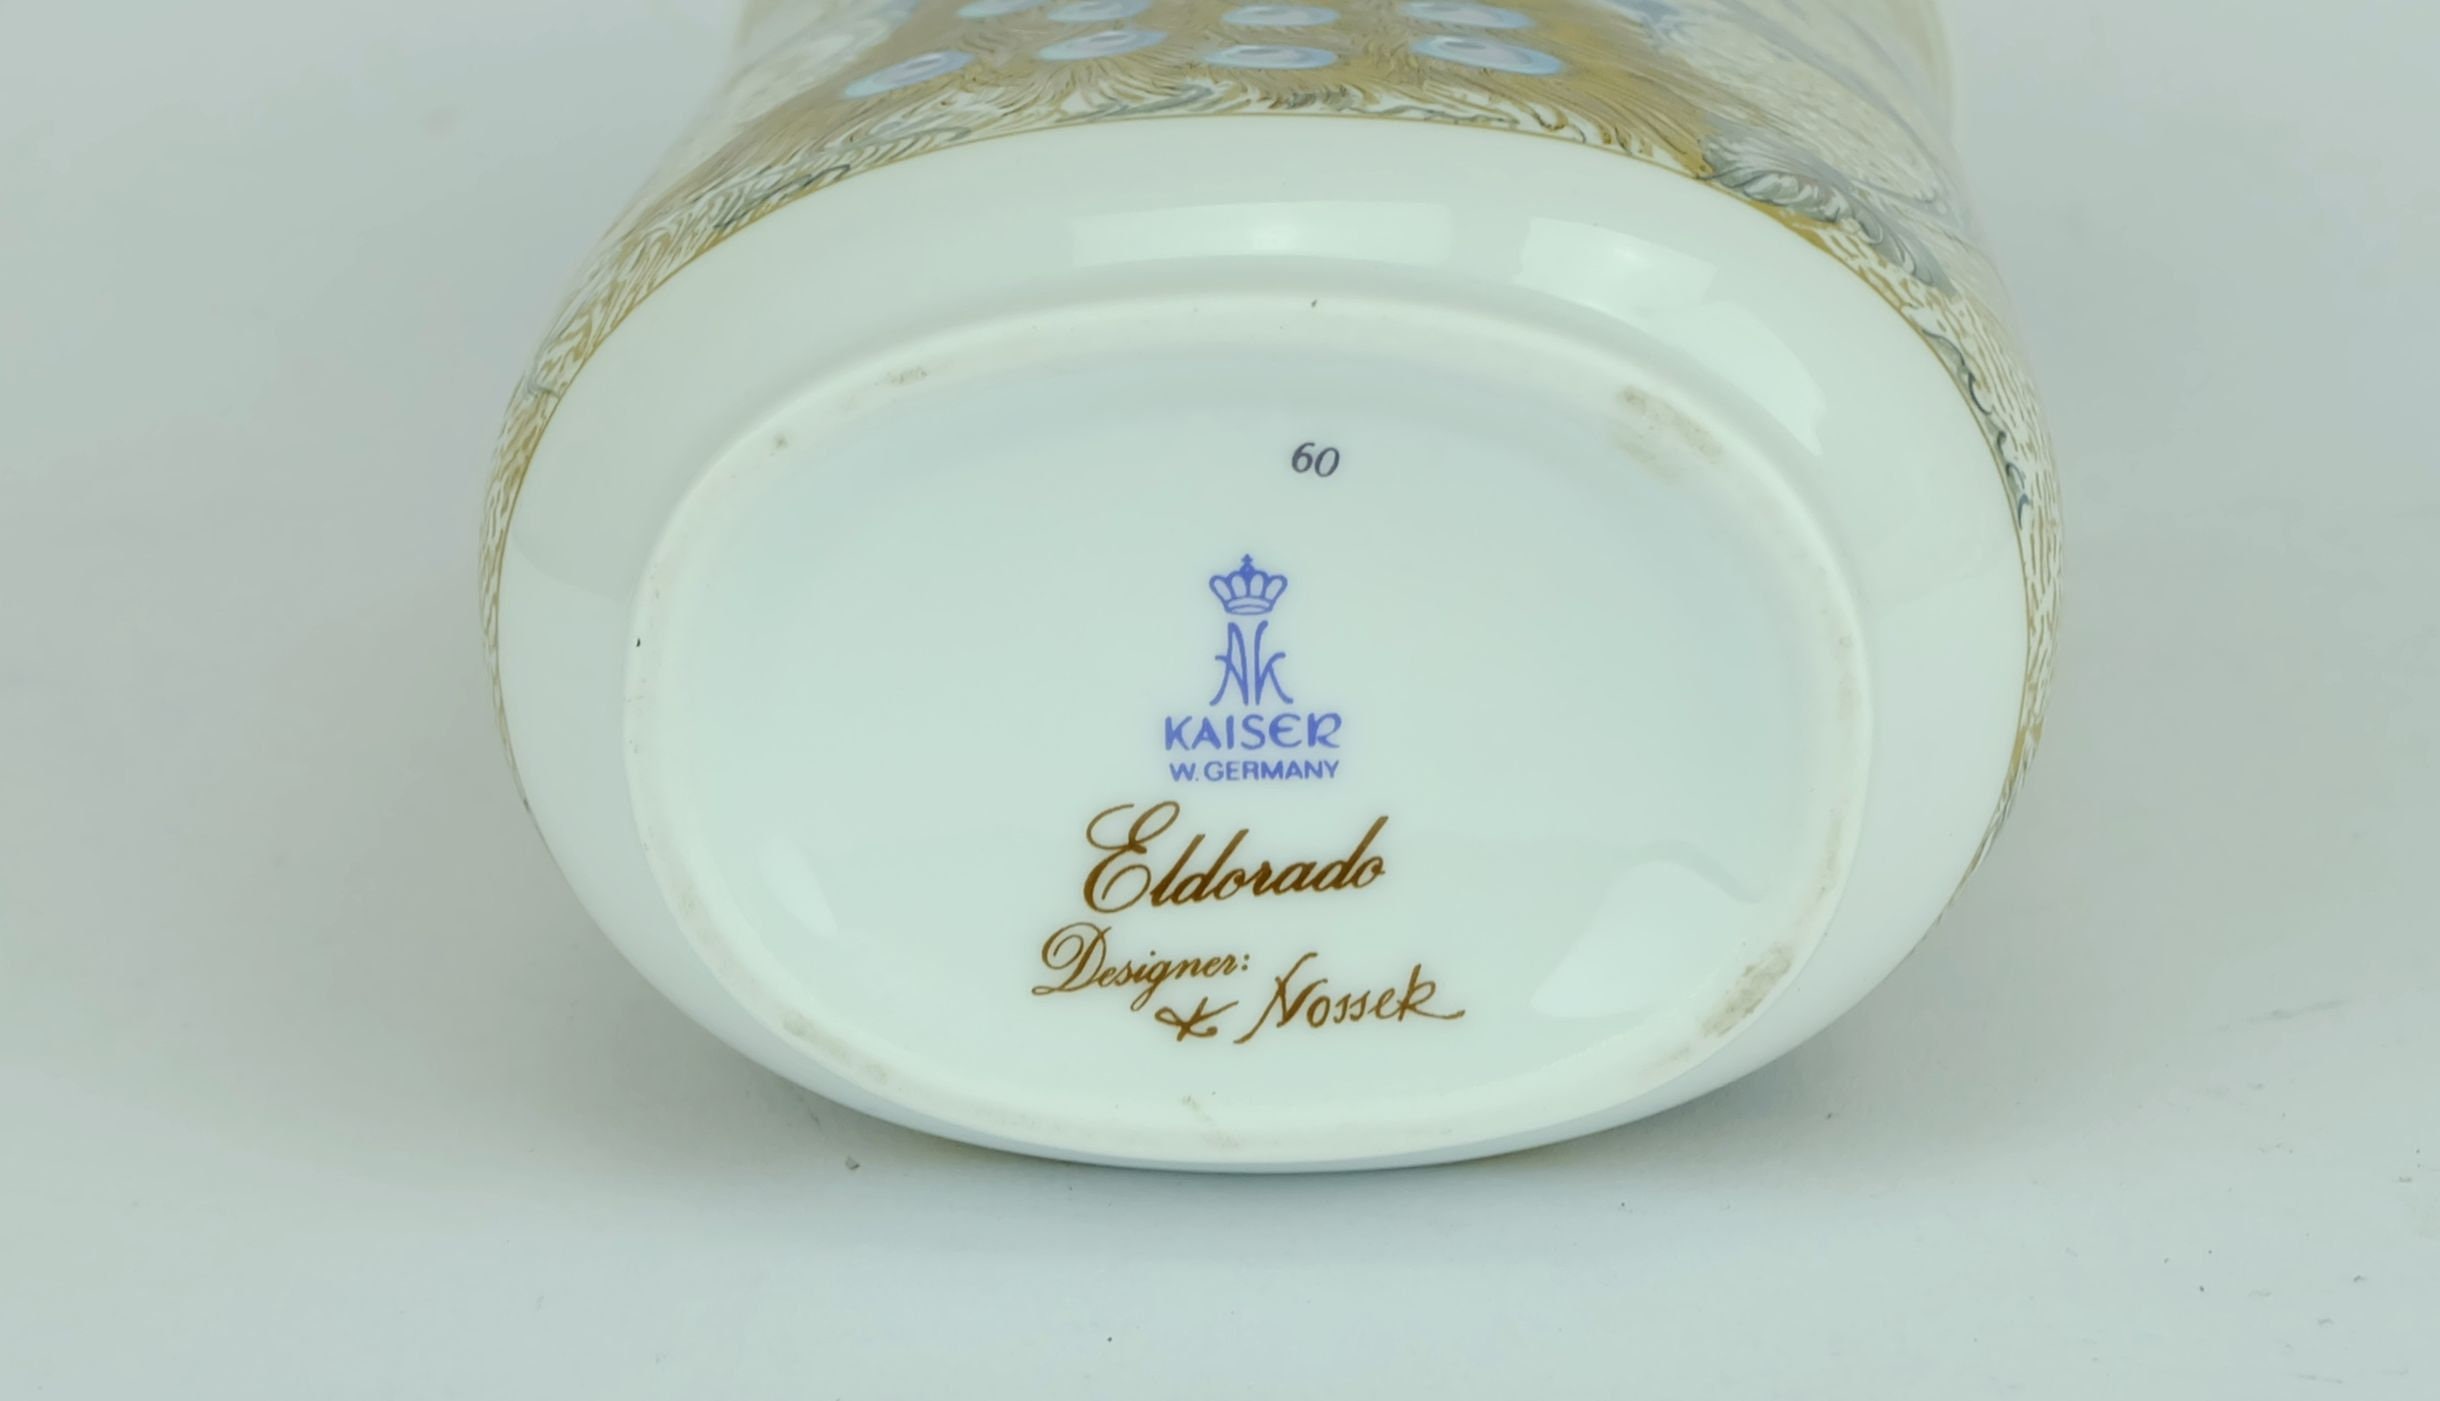 60
AK
KAISER
W. GERMANY
Eldorado
Designer:
K Nossek